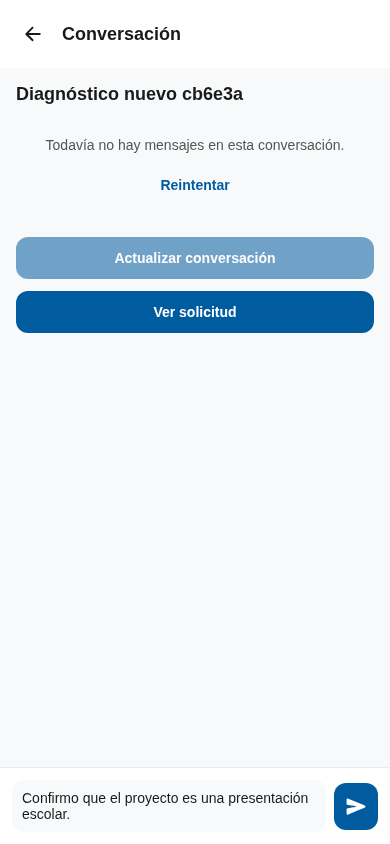 Conversación
Diagnóstico nuevo cb6e3a
Todavía no hay mensajes en esta conversación.
Reintentar
Actualizar conversación
Ver solicitud
Confirmo que el proyecto es una presentación
escolar.